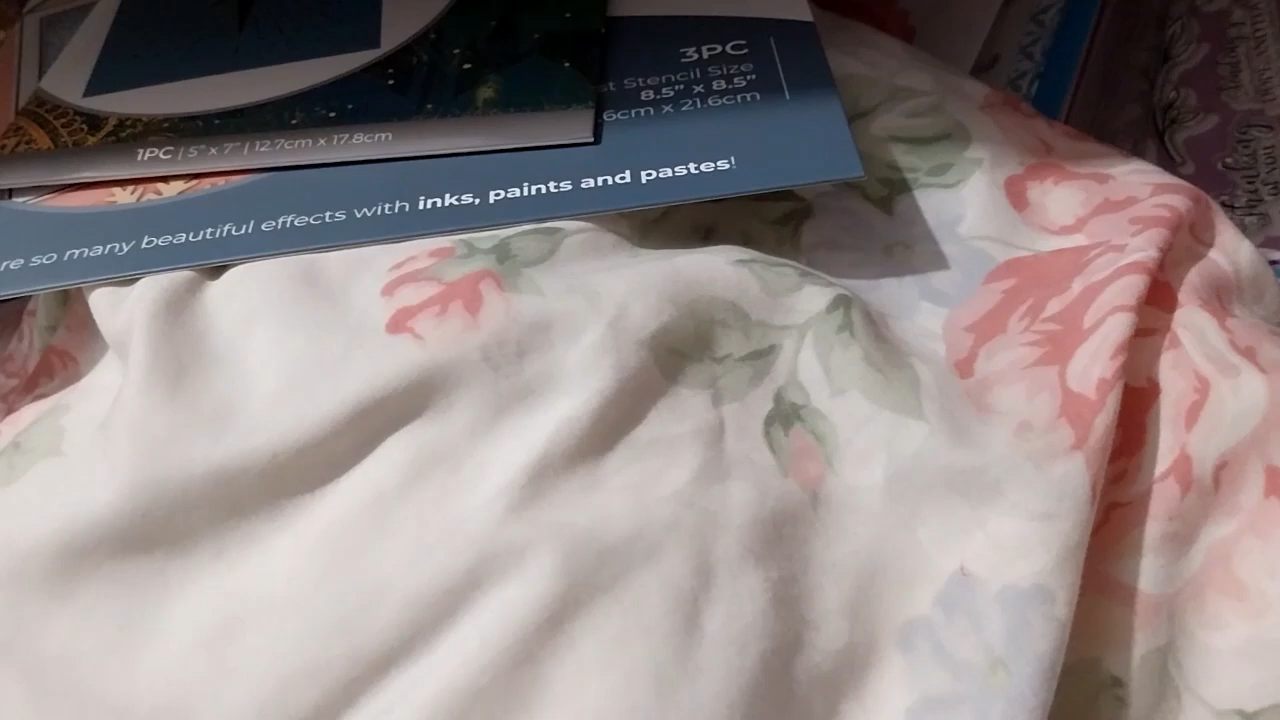 3PC
st Stencil Size
8.5" x 8.5"
6cm x 21.6cm
1PC | 5" x 7" | 12.7cm x 17.8cm
re so many beautiful effects with inks, paints and pastes!